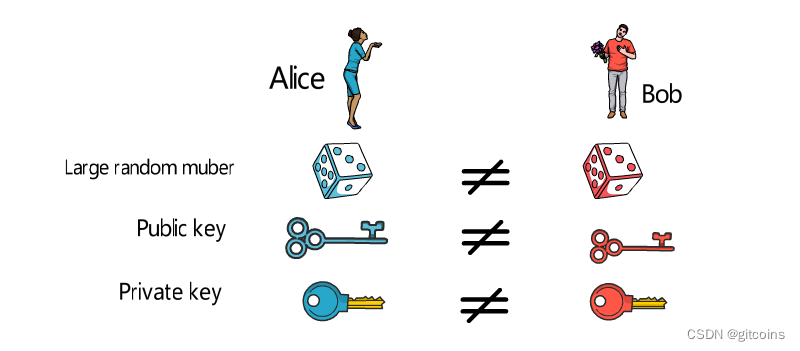 Alice
Bob
Large random muber
≠
Public key
≠
Private key
≠
CSDN @gitcoins